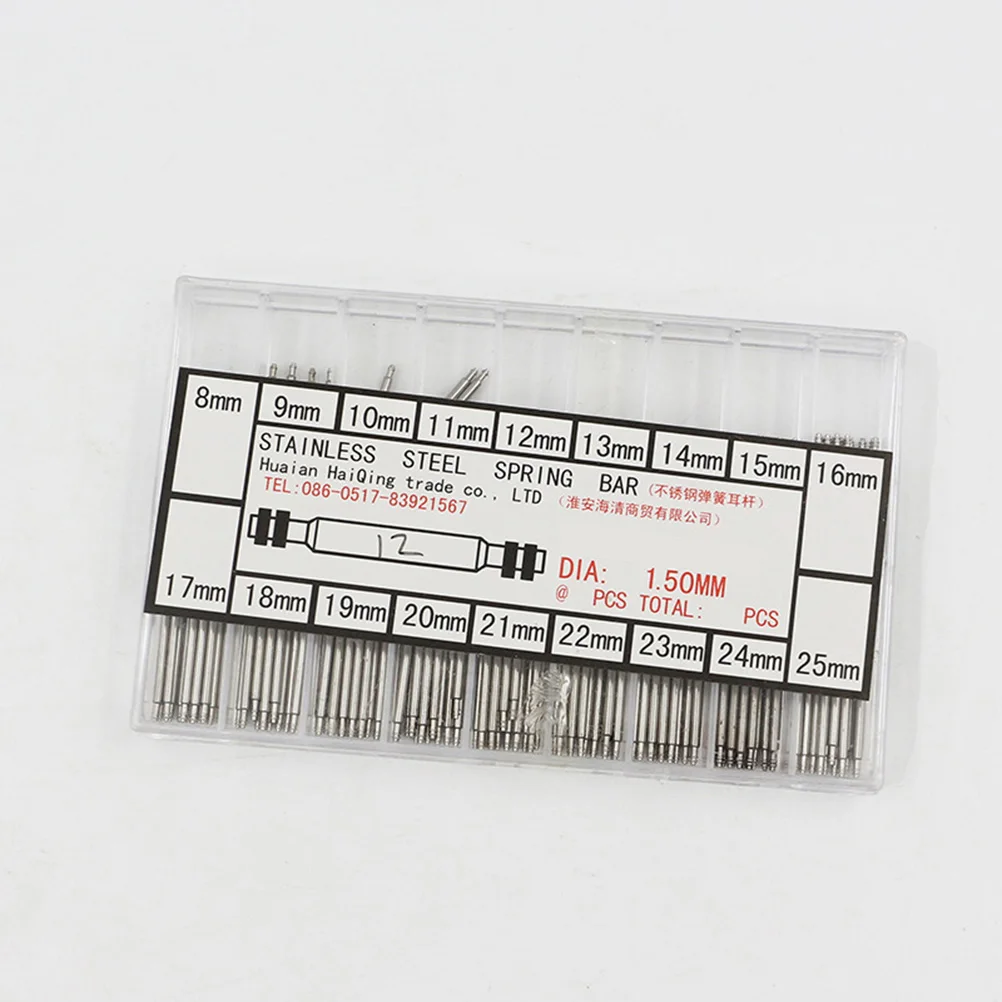 8mm 9mm 10mm 11mm 12mm 13mm 14mm 15mm 16mm
STAINLESS STEEL SPRING BAR (不锈钢弹簧耳杆)
Huaian HaiQing trade co., LTD (淮安海清商贸有限公司)
TEL:086-0517-83921567
12
DIA: 1.50MM
@ PCS TOTAL: PCS
17mm 18mm 19mm 20mm 21mm 22mm 23mm 24mm 25mm